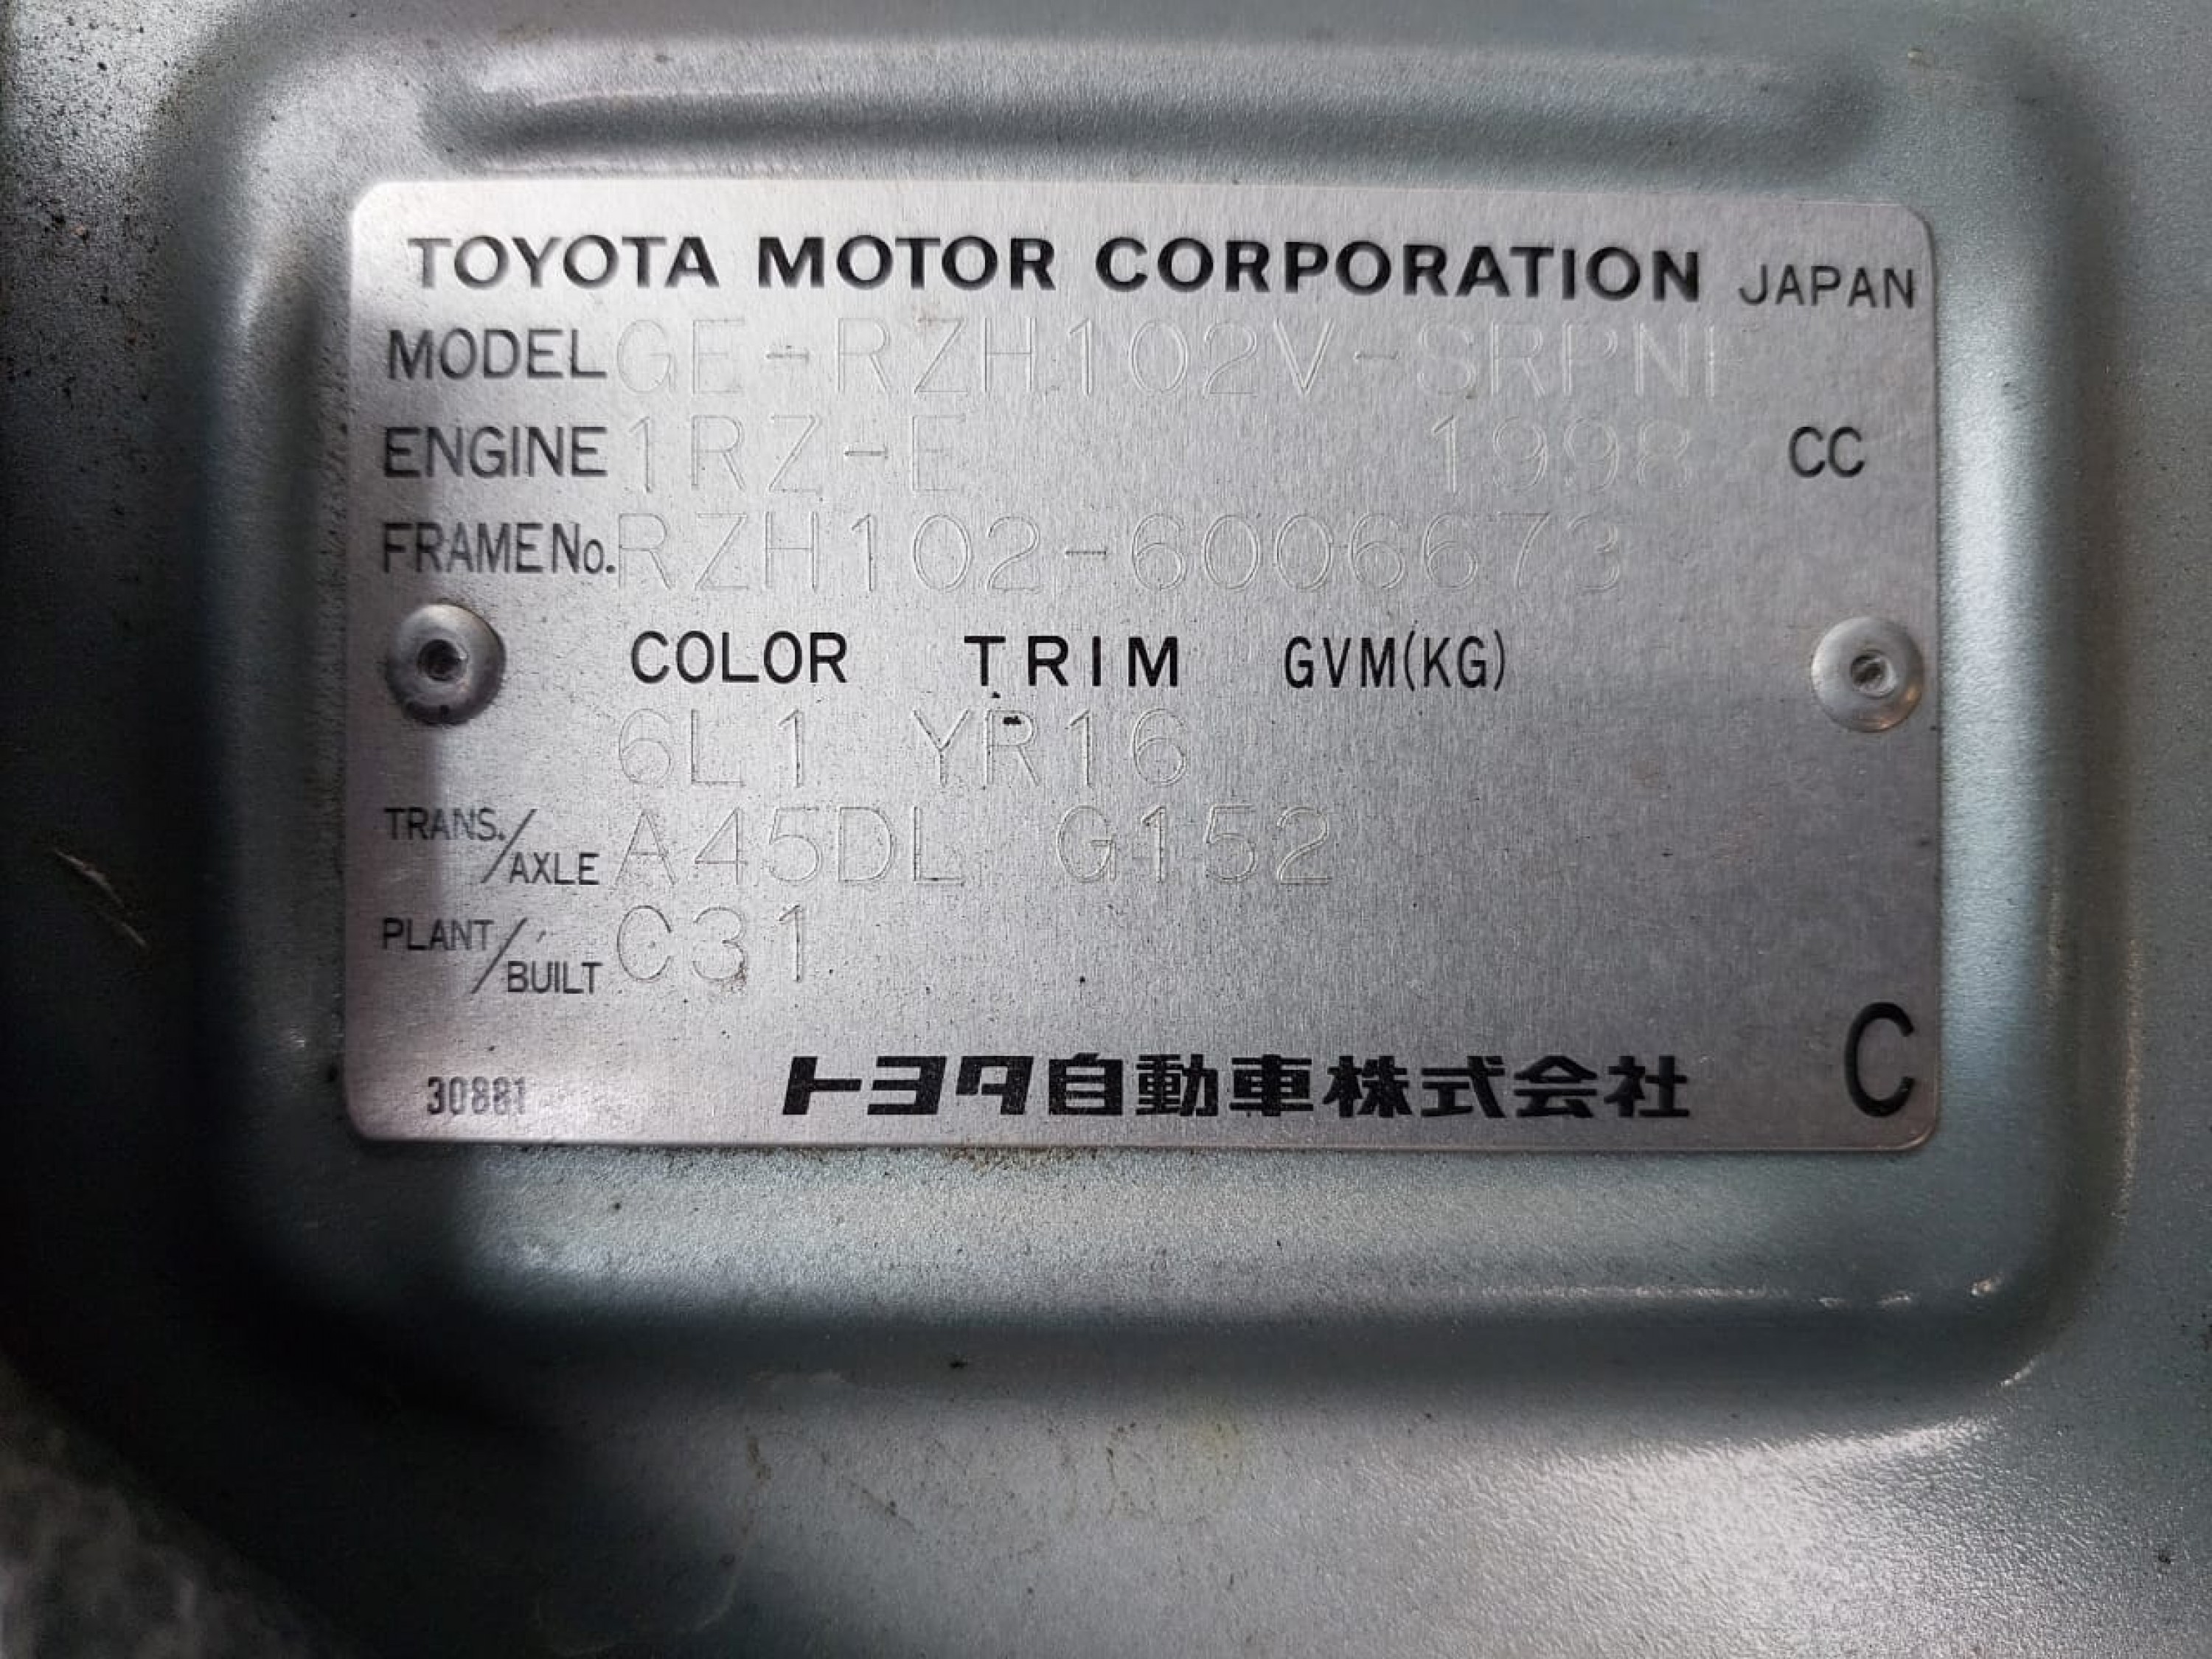 TOYOTA MOTOR CORPORATION JAPAN
MODEL GE-RZH102V-
ENGINE 1RZ-E 1998 CC
FRAME No. RZH102-6006673
COLOR TRIM GVM(KG)
6L1 YR16
TRANS./AXLE A45DL G152
PLANT/BUILT C31
30881 トヨタ自動車株式会社 C